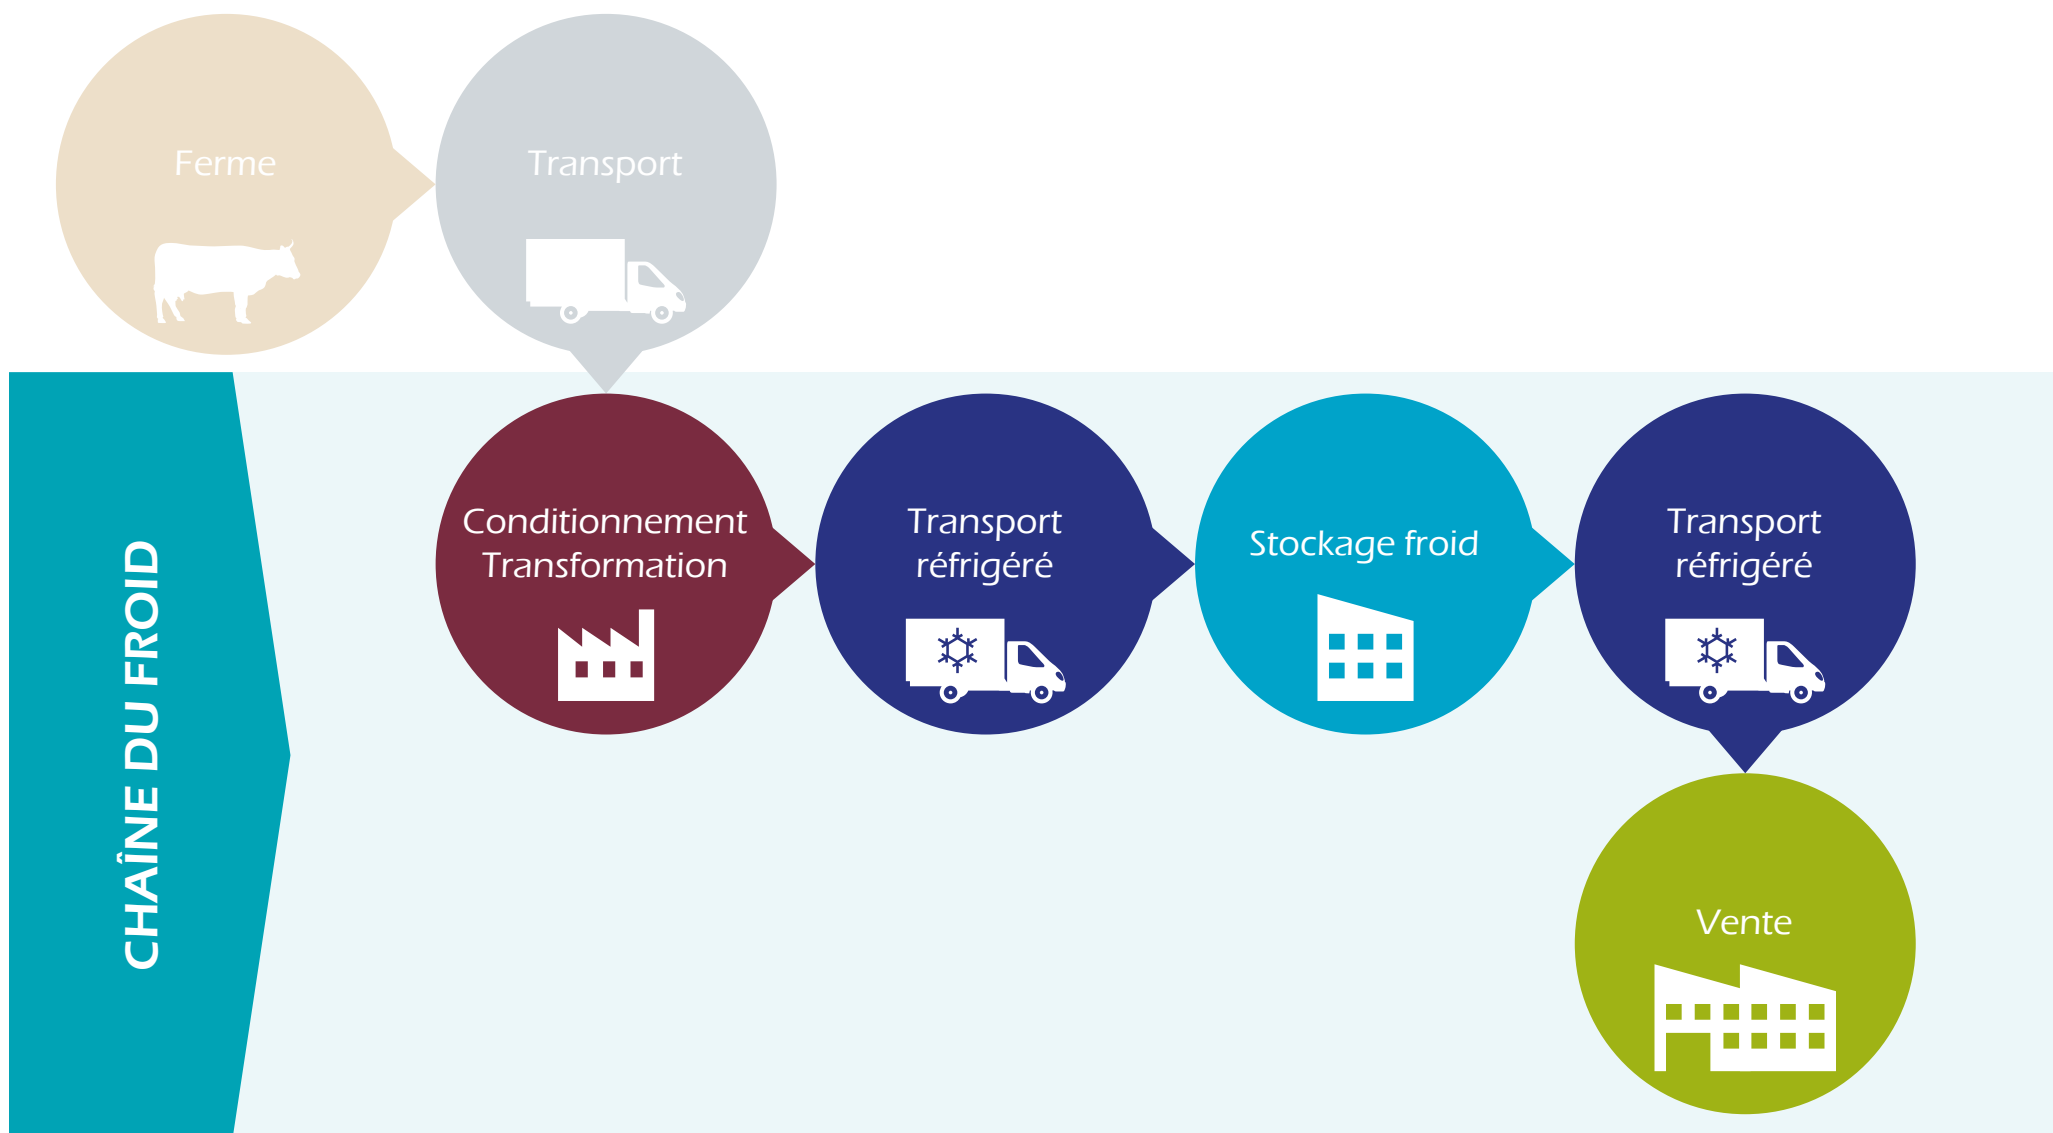 Ferme
Transport
CHAÎNE DU FROID
Conditionnement
Transformation
Transport
réfrigéré
Stockage froid
Transport
réfrigéré
Vente